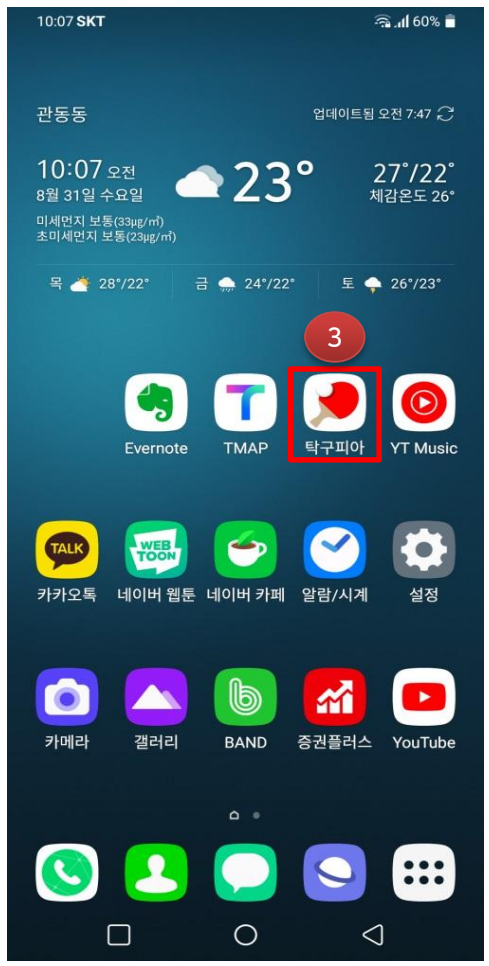 10:07 SKT 60%
관동동 업데이트됨 오전 7:47
10:07 오전 23° 27°/22°
8월 31일 수요일 체감온도 26°
미세먼지 보통(33μg/㎥)
초미세먼지 보통(23μg/㎥)
목 28°/22° 금 24°/22° 토 26°/23°
3
Evernote TMAP 탁구피아 YT Music
TALK WEB
TOON
카카오톡 네이버 웹툰 네이버 카페 알람/시계 설정
카메라 갤러리 BAND 증권플러스 YouTube